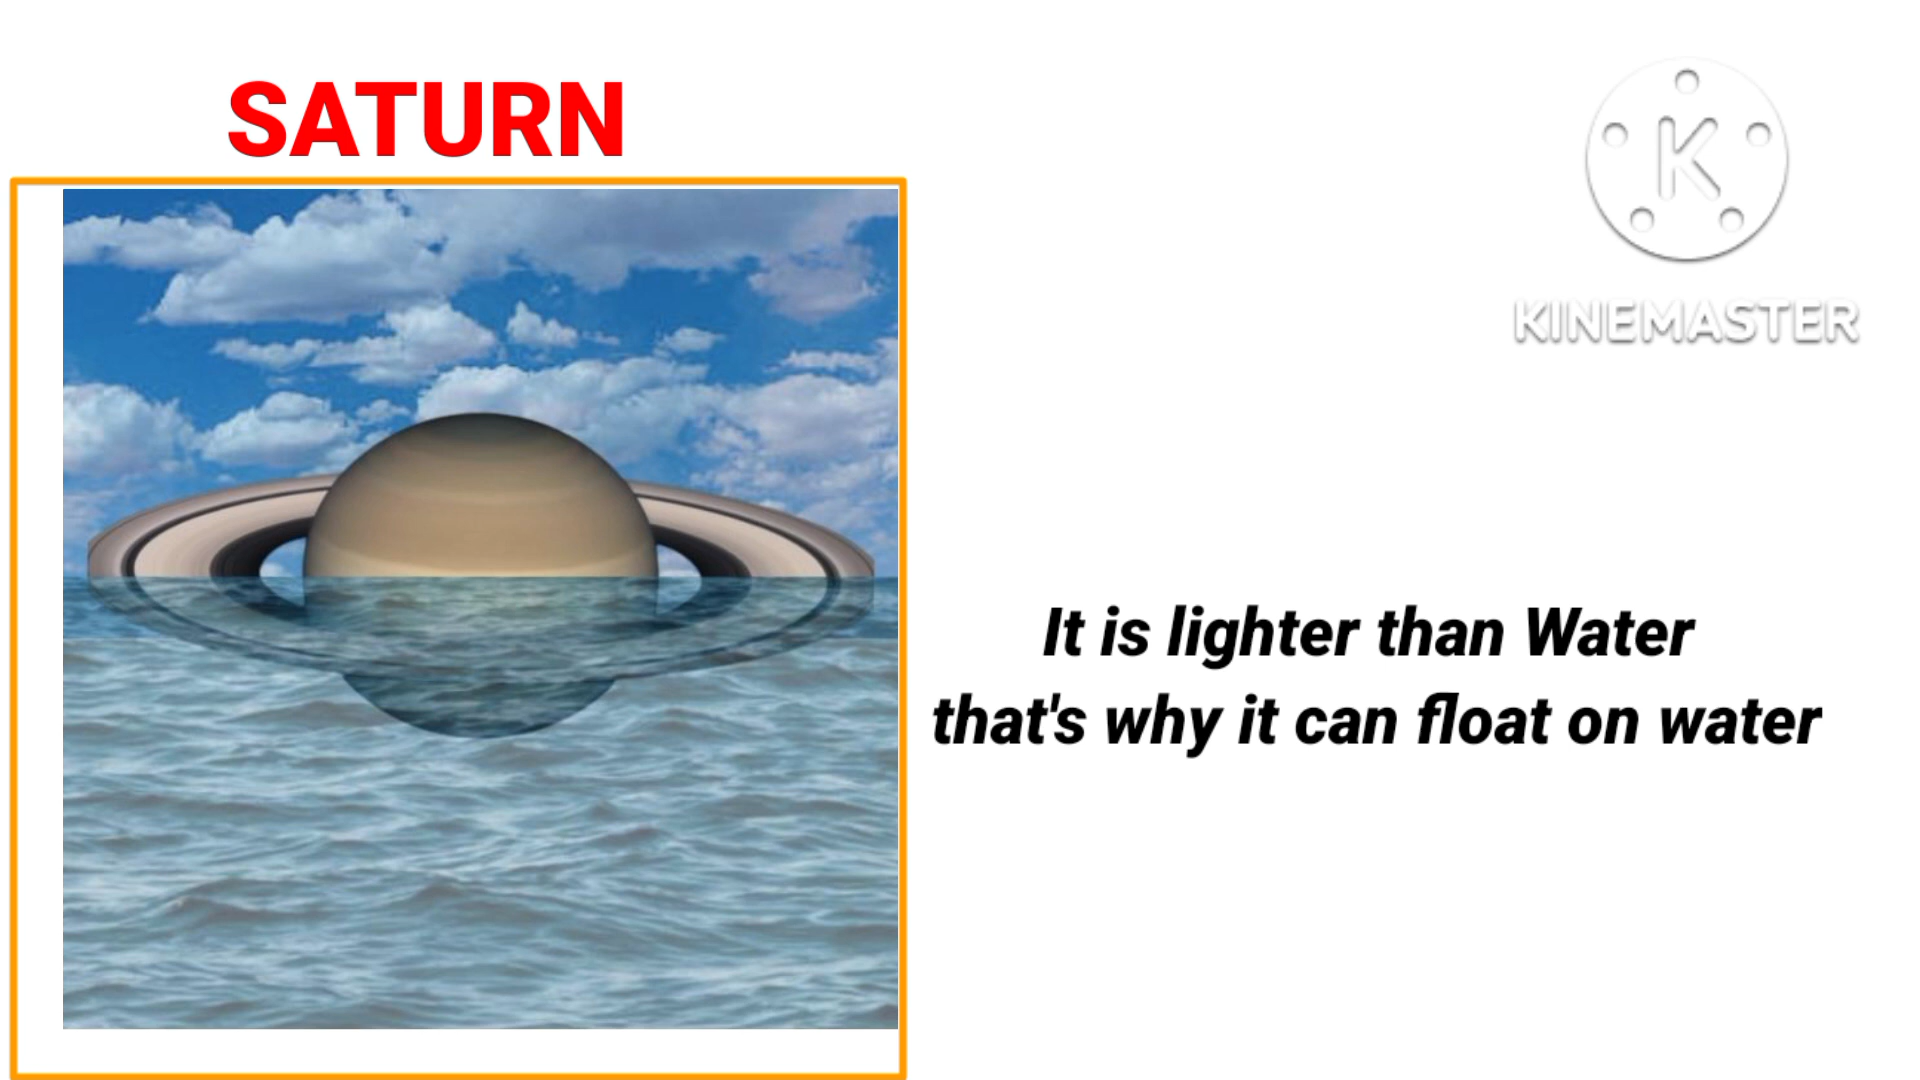 SATURN
K
KINEMASTER
It is lighter than Water
that's why it can float on water